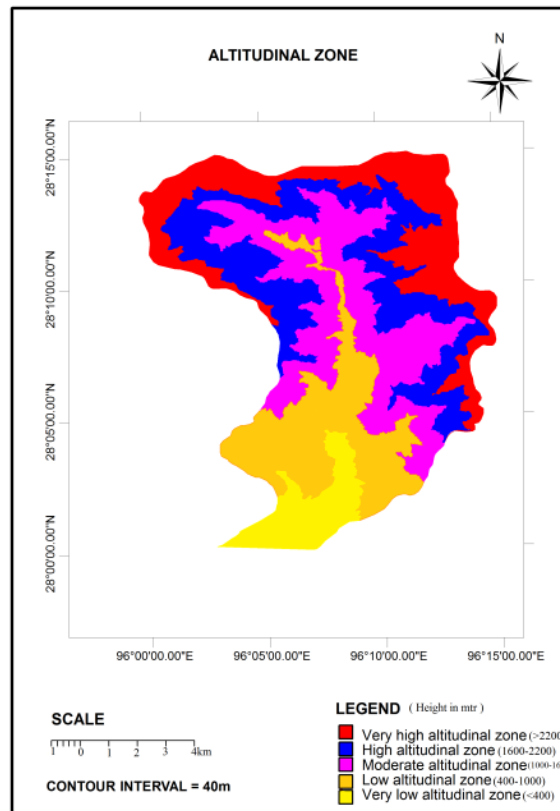 ALTITUDINAL ZONE
N
28°15'00.00"N
28°10'00.00"N
28°05'00.00"N
28°00'00.00"N
96°00'00.00"E 96°05'00.00"E 96°10'00.00"E 96°15'00.00"E
SCALE
1 0 1 2 3 4km
CONTOUR INTERVAL = 40m
LEGEND ( Height in mtr )
Very high altitudinal zone (>2200
High altitudinal zone (1600-2200)
Moderate altitudinal zone (1000-16
Low altitudinal zone (400-1000)
Very low altitudinal zone (<400)